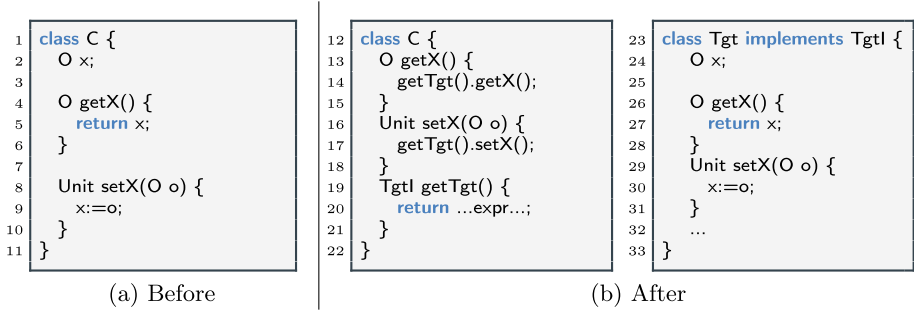 1 class C {
2 O x;
3
4 O getX() {
5 return x;
6 }
7
8 Unit setX(O o) {
9 x:=o;
10 }
11 }
(a) Before
12 class C {
13 O getX() {
14 getTgt().getX();
15 }
16 Unit setX(O o) {
17 getTgt().setX();
18 }
19 TgtI getTgt() {
20 return ...expr...;
21 }
22 }
23 class Tgt implements TgtI {
24 O x;
25
26 O getX() {
27 return x;
28 }
29 Unit setX(O o) {
30 x:=o;
31 }
32 ...
33 }
(b) After